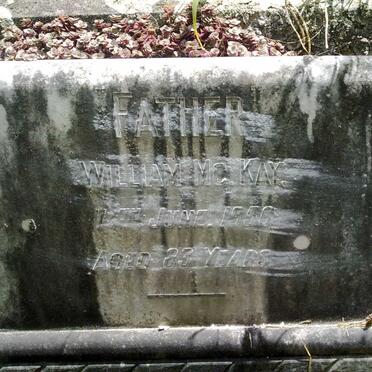 FATHER
WILLIAM MC KAY.
JUNE,
AGED YEARS